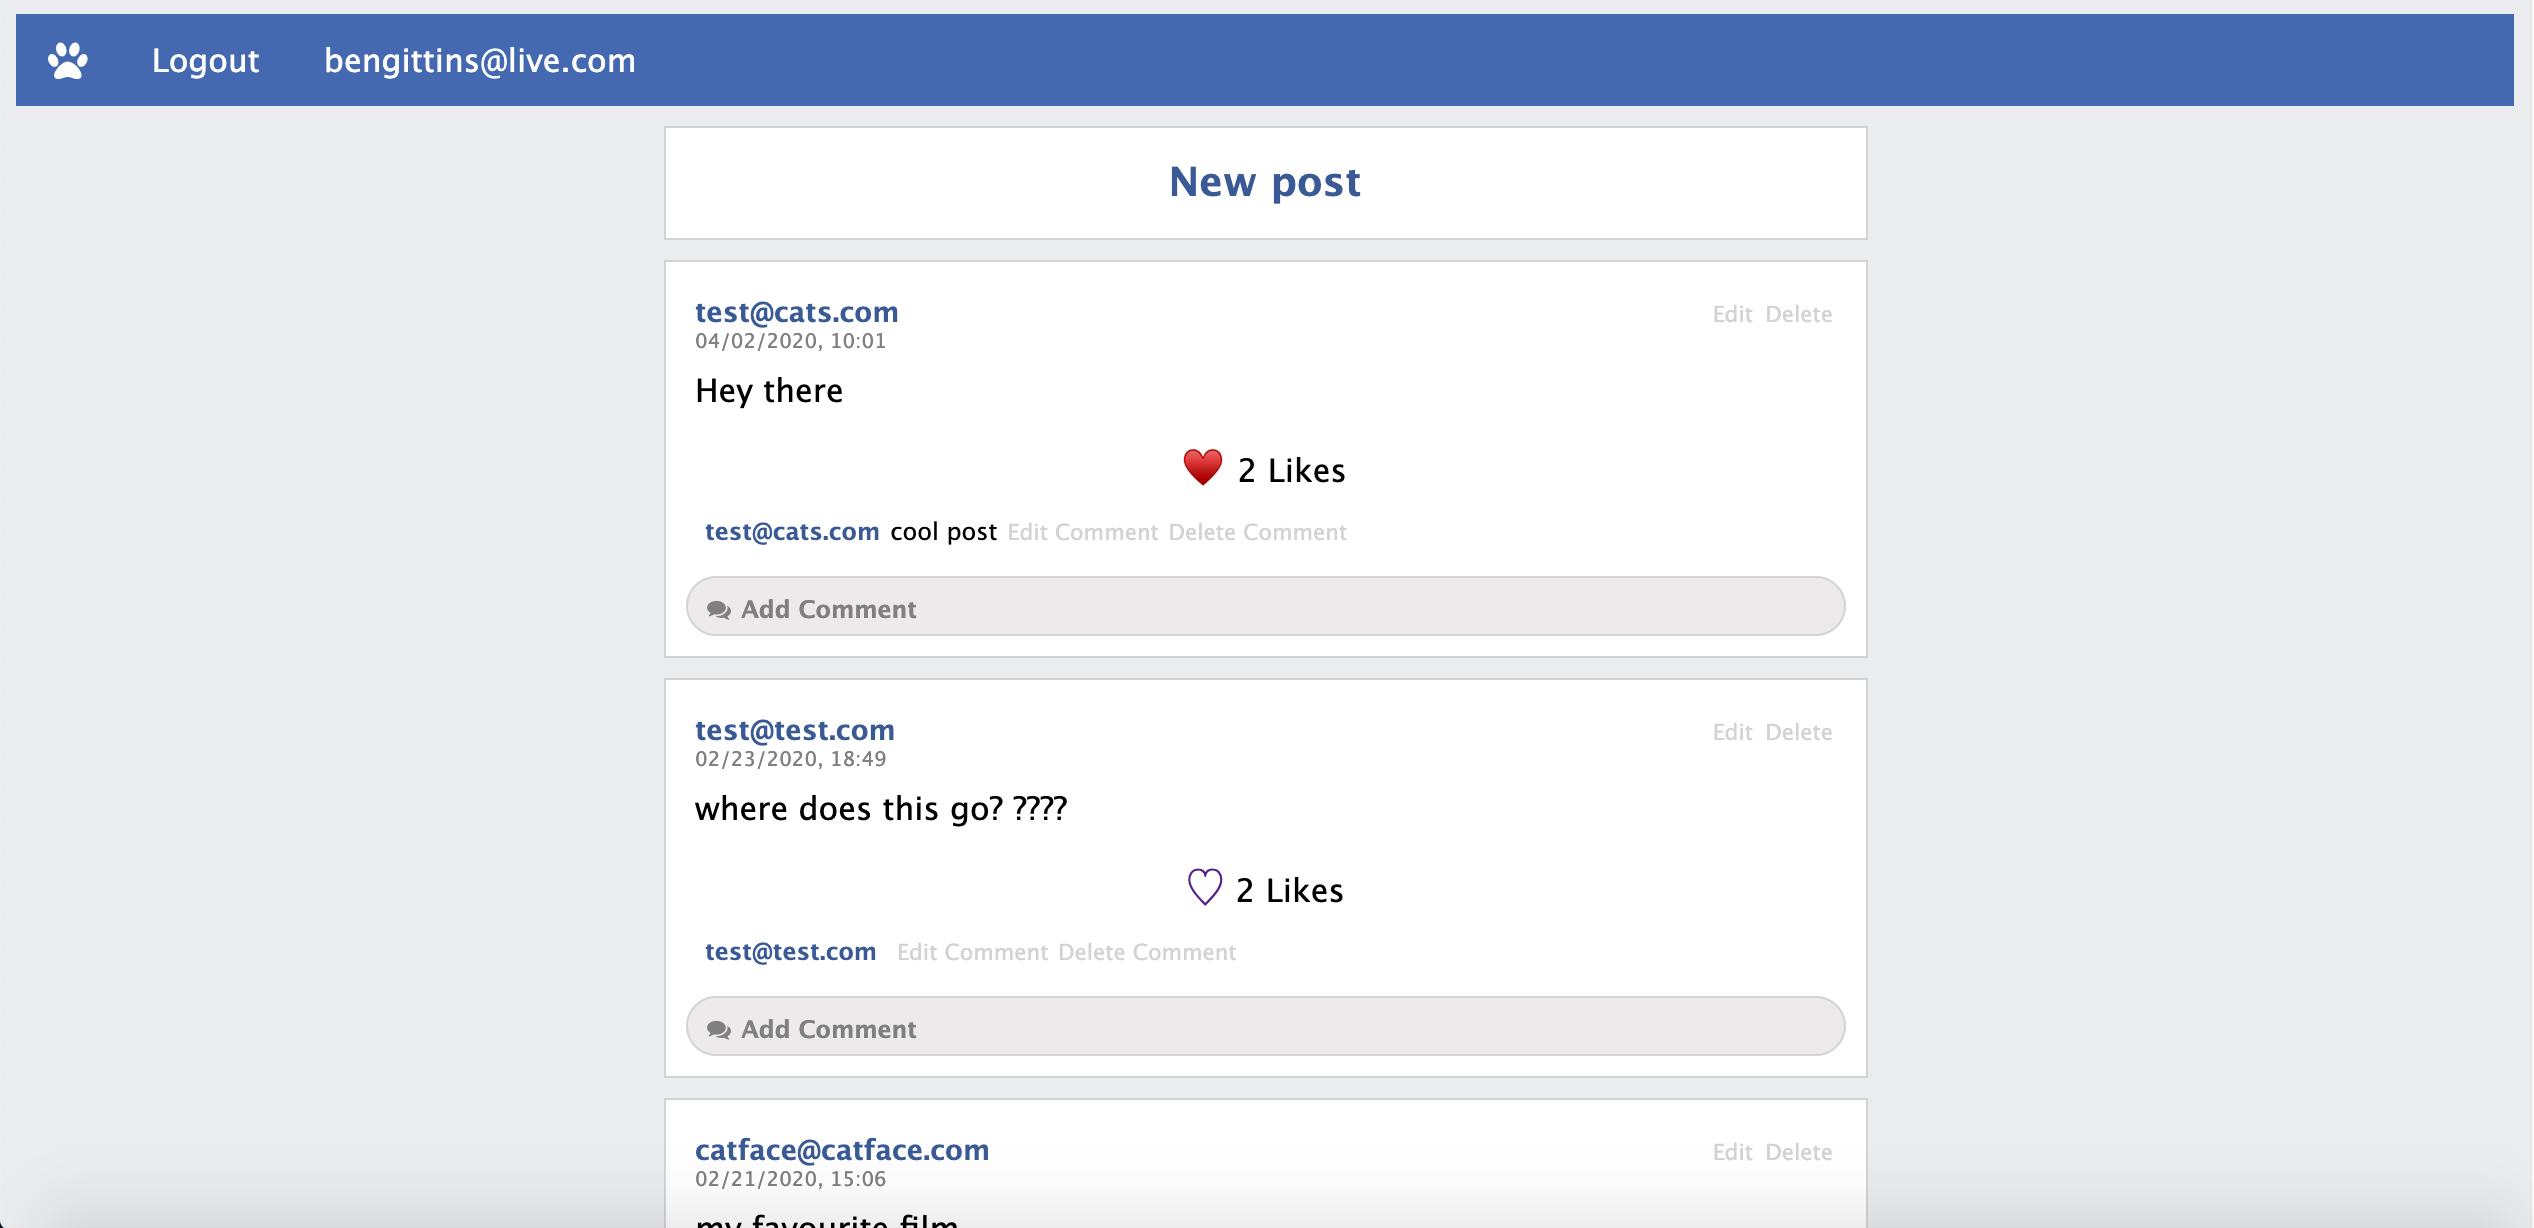 Logout bengittins@live.com
New post
test@cats.com Edit Delete
04/02/2020, 10:01
Hey there
2 Likes
test@cats.com cool post Edit Comment Delete Comment
Add Comment
test@test.com Edit Delete
02/23/2020, 18:49
where does this go? ????
2 Likes
test@test.com Edit Comment Delete Comment
Add Comment
catface@catface.com Edit Delete
02/21/2020, 15:06
my favourite film